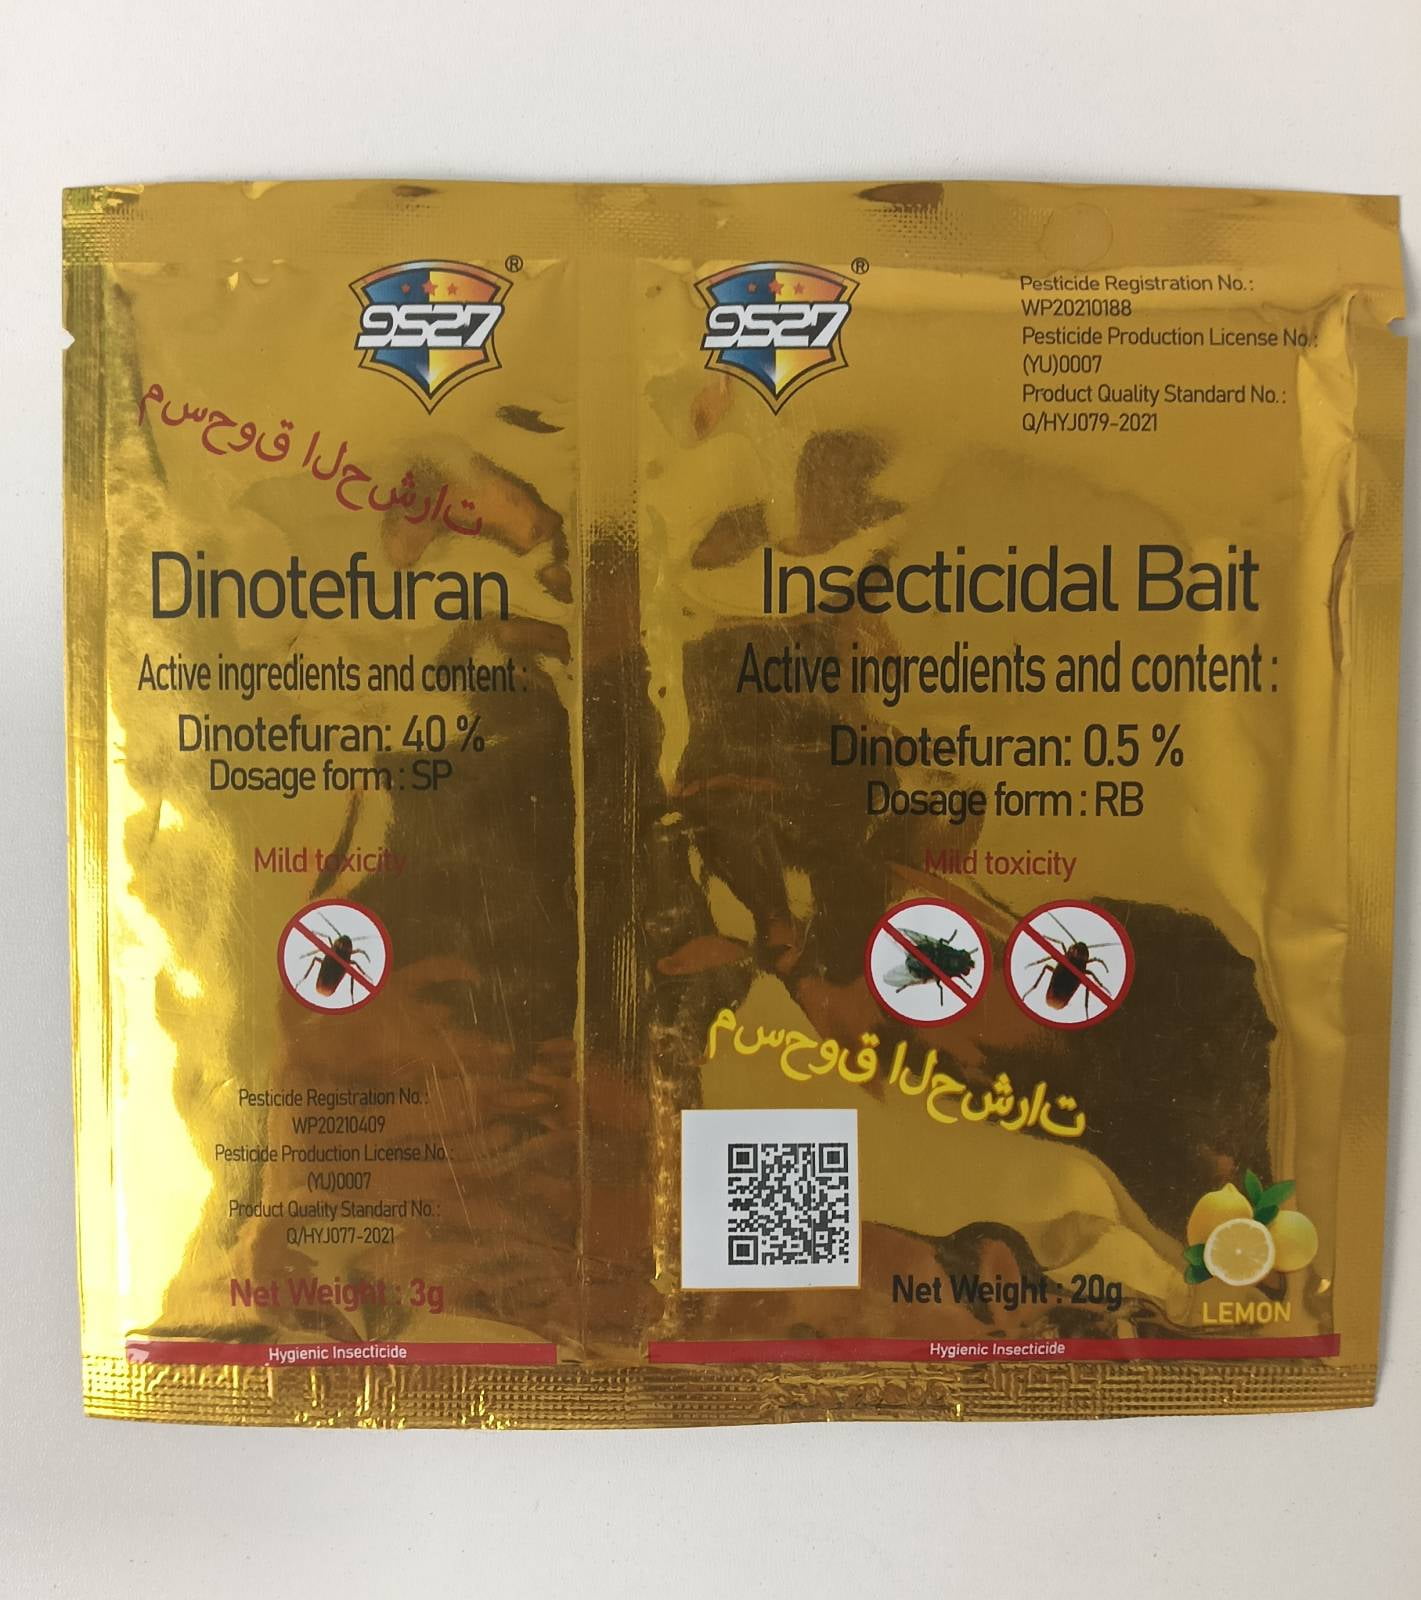 9527®
مسحوق الحشرات
Dinotefuran
Active ingredients and content :
Dinotefuran: 40 %
Dosage form : SP
Mild toxicity
Pesticide Registration No.:
WP20210409
Pesticide Production License No.:
(YU)0007
Product Quality Standard No.:
Q/HYJ077-2021
Net Weight : 3g
Hygienic Insecticide
9527®
Pesticide Registration No.:
WP20210188
Pesticide Production License No.:
(YU)0007
Product Quality Standard No.:
Q/HYJ079-2021
Insecticidal Bait
Active ingredients and content :
Dinotefuran: 0.5 %
Dosage form : RB
Mild toxicity
مسحوق الحشرات
Net Weight : 20g
LEMON
Hygienic Insecticide